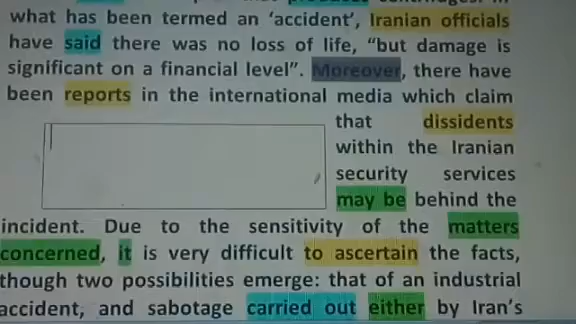 what has been termed an ‘accident’, Iranian officials
have said there was no loss of life, “but damage is
significant on a financial level”. Moreover, there have
been reports in the international media which claim
that dissidents
within the Iranian
security services
may be behind the
incident. Due to the sensitivity of the matters
concerned, it is very difficult to ascertain the facts,
though two possibilities emerge: that of an industrial
accident, and sabotage carried out either by Iran’s